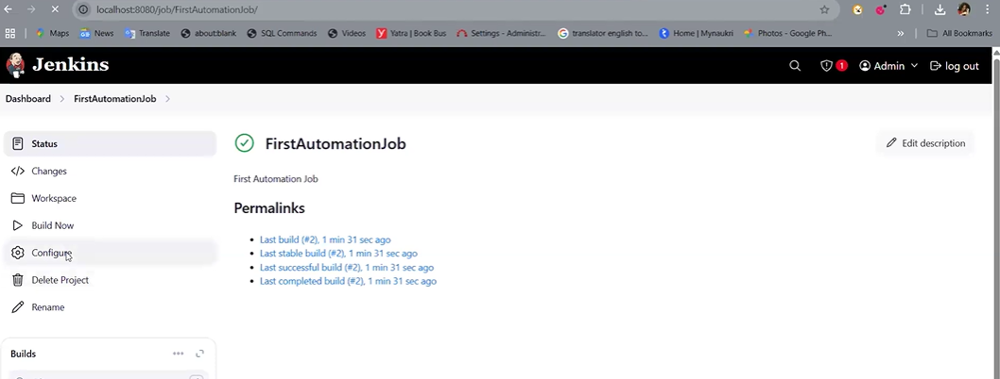 localhost:8080/job/FirstAutomationJob/
Maps News Translate about:blank SQL Commands Videos Yatra | Book Bus Settings - Administr... translator english to... Home | Mynaukri Photos - Google Ph... » All Bookmarks
Jenkins 1 Admin log out
Dashboard > FirstAutomationJob >
Status
FirstAutomationJob
Edit description
Changes
Workspace
Build Now
Configure
Delete Project
Rename
First Automation Job
Permalinks
Last build (#2), 1 min 31 sec ago
Last stable build (#2), 1 min 31 sec ago
Last successful build (#2), 1 min 31 sec ago
Last completed build (#2), 1 min 31 sec ago
Builds